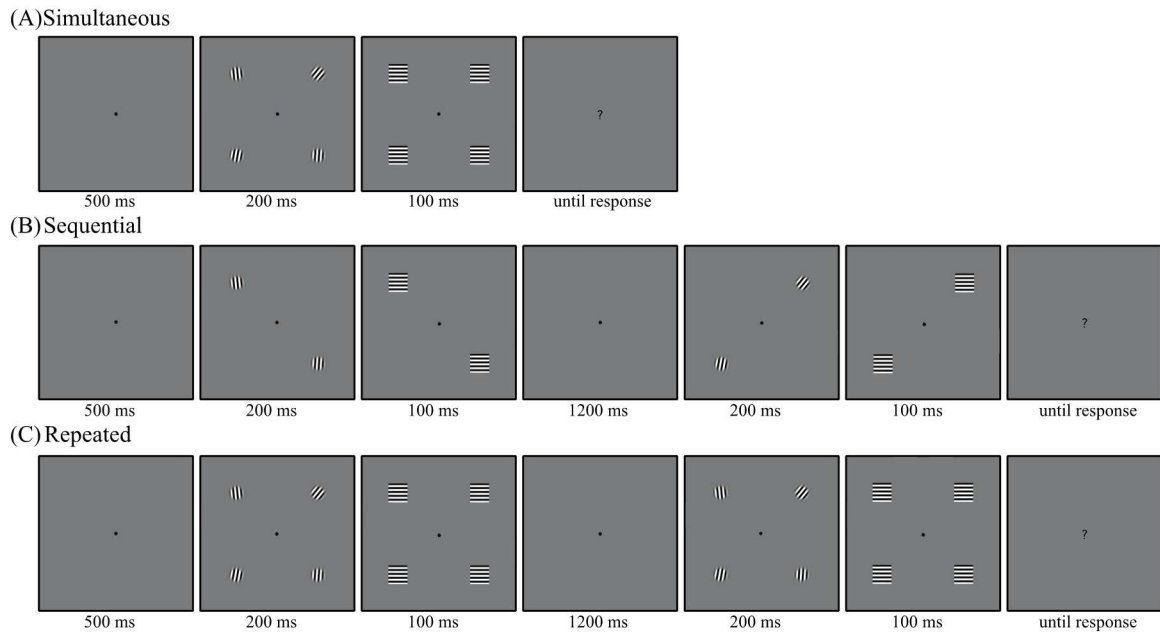 (A) Simultaneous
?
500 ms 200 ms 100 ms until response
(B) Sequential
?
500 ms 200 ms 100 ms 1200 ms 200 ms 100 ms until response
(C) Repeated
?
500 ms 200 ms 100 ms 1200 ms 200 ms 100 ms until response